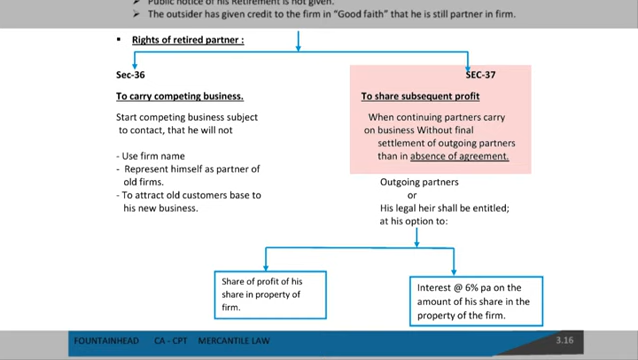 ➢ Public notice of his Retirement is not given.
➢ The outsider has given credit to the firm in "Good faith" that he is still partner in firm.
▪ Rights of retired partner :
Sec-36
To carry competing business.
Start competing business subject
to contact, that he will not
- Use firm name
- Represent himself as partner of
old firms.
- To attract old customers base to
his new business.
SEC-37
To share subsequent profit
When continuing partners carry
on business Without final
settlement of outgoing partners
than in absence of agreement.
Outgoing partners
or
His legal heir shall be entitled;
at his option to:
Share of profit of his
share in property of
firm.
Interest @ 6% pa on the
amount of his share in the
property of the firm.
FOUNTAINHEAD CA - CPT MERCANTILE LAW 3.16